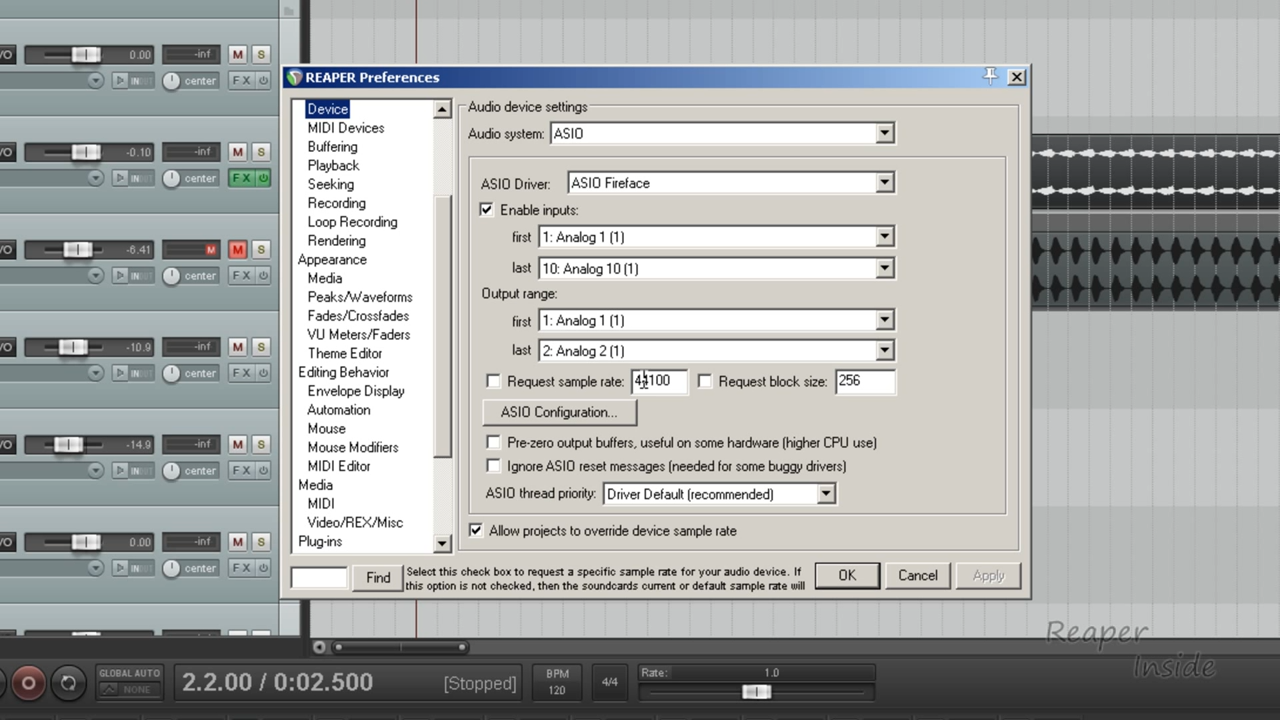 REAPER Preferences
Device
MIDI Devices
Buffering
Playback
Seeking
Recording
Loop Recording
Rendering
Appearance
Media
Peaks/Waveforms
Fades/Crossfades
VU Meters/Faders
Theme Editor
Editing Behavior
Envelope Display
Automation
Mouse
Mouse Modifiers
MIDI Editor
Media
MIDI
Video/REX/Misc
Plug-ins
Find
Audio device settings
Audio system: ASIO
ASIO Driver: ASIO Fireface
Enable inputs:
first 1: Analog 1 (1)
last 10: Analog 10 (1)
Output range:
first 1: Analog 1 (1)
last 2: Analog 2 (1)
Request sample rate: 44100 Request block size: 256
ASIO Configuration...
Pre-zero output buffers, useful on some hardware (higher CPU use)
Ignore ASIO reset messages (needed for some buggy drivers)
ASIO thread priority: Driver Default (recommended)
Allow projects to override device sample rate
Select this check box to request a specific sample rate for your audio device. If
this option is not checked, then the soundcards current or default sample rate will
OK Cancel Apply
0.00 -inf M S
IN center FX
-0.10 -inf M S
IN center FX
-6.41 M M S
IN center FX
-10.9 -inf M S
IN center FX
-14.9 -inf M S
IN center FX
0.00 -inf M S
IN center FX
Reaper
Inside
GLOBAL AUTO
NONE
2.2.00 / 0:02.500 [Stopped]
BPM
120
4/4
Rate: 1.0